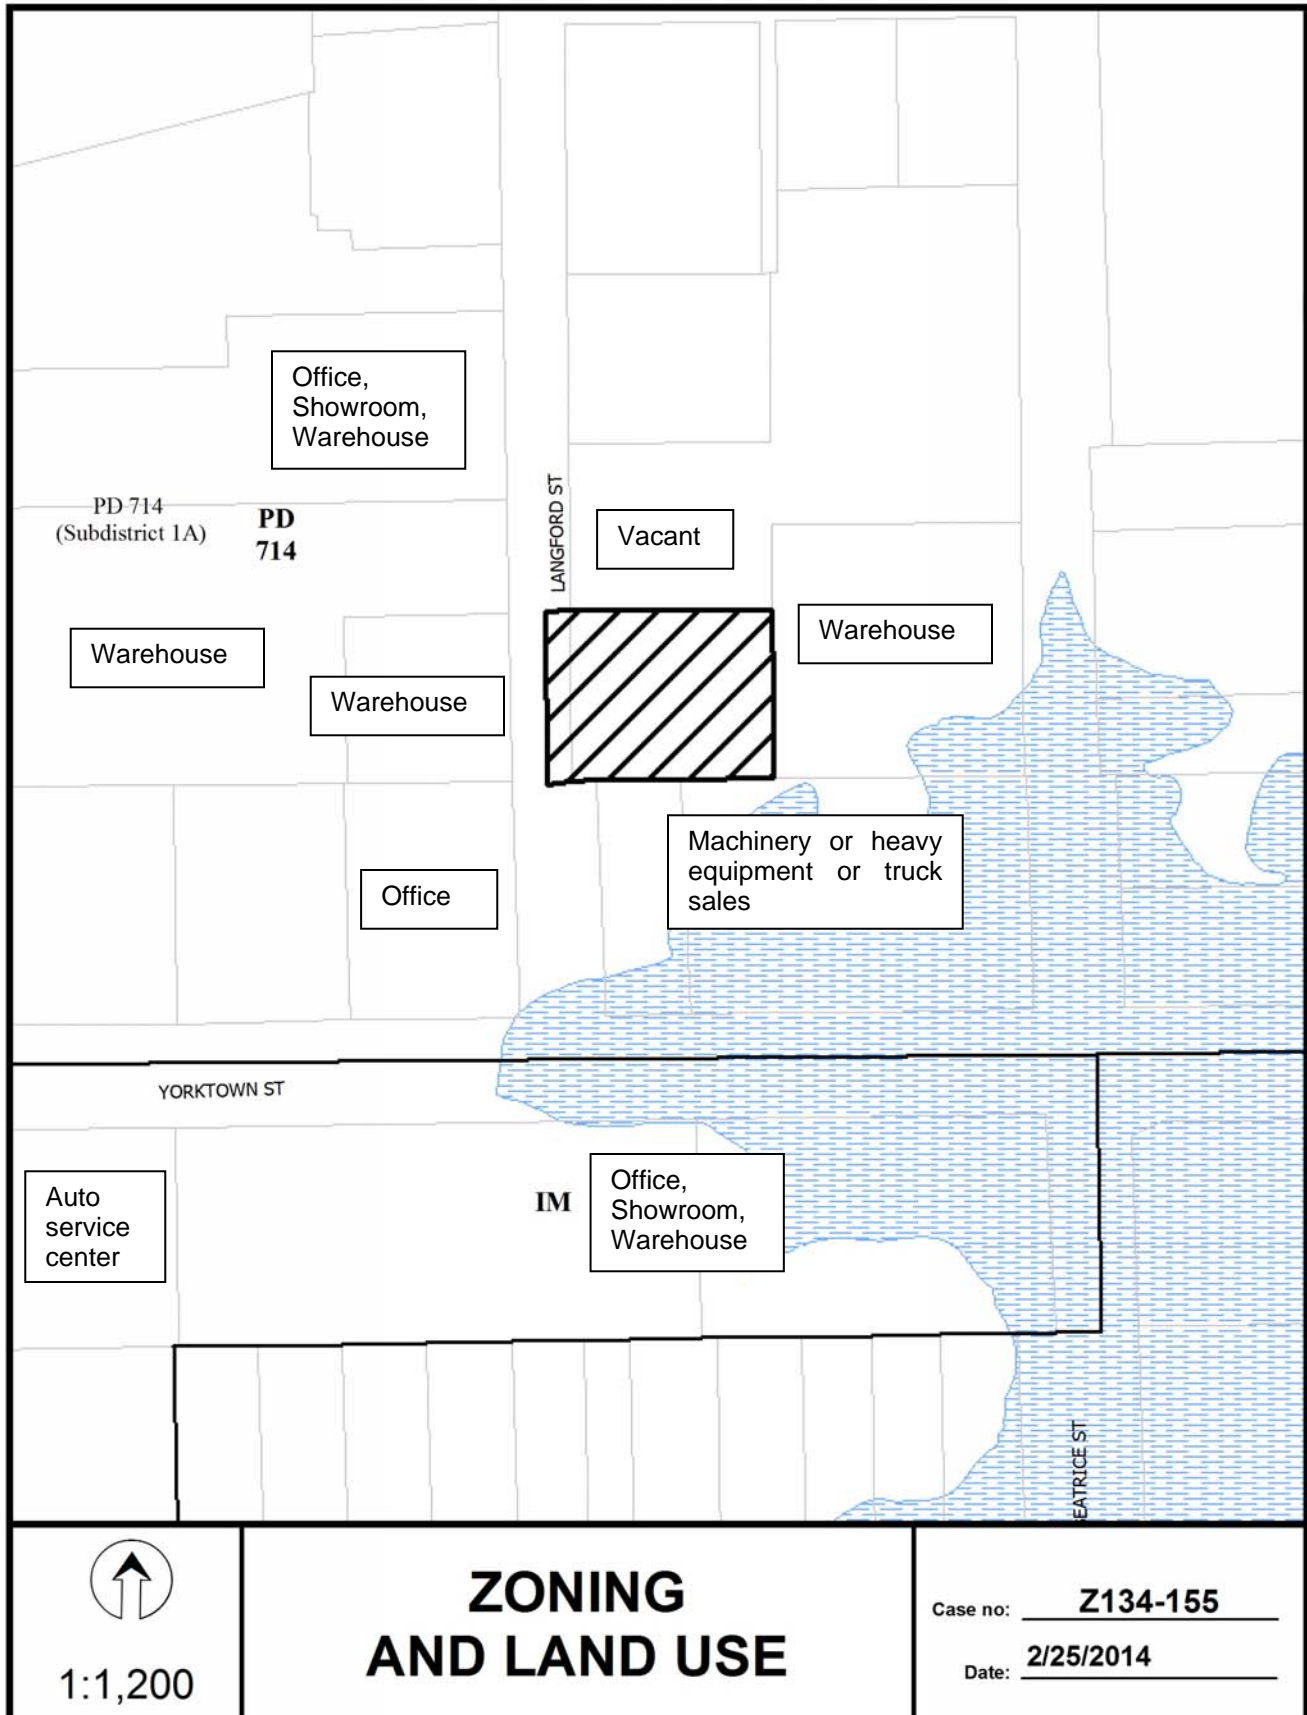 Office,
Showroom,
Warehouse
LANGFORD ST
PD 714
(Subdistrict 1A)
PD
714
Vacant
Warehouse
Warehouse
Warehouse
Machinery or heavy
equipment or truck
sales
Office
YORKTOWN ST
Auto
service
center
IM
Office,
Showroom,
Warehouse
EATRICE ST
1:1,200
ZONING
AND LAND USE
Case no: Z134-155
Date: 2/25/2014